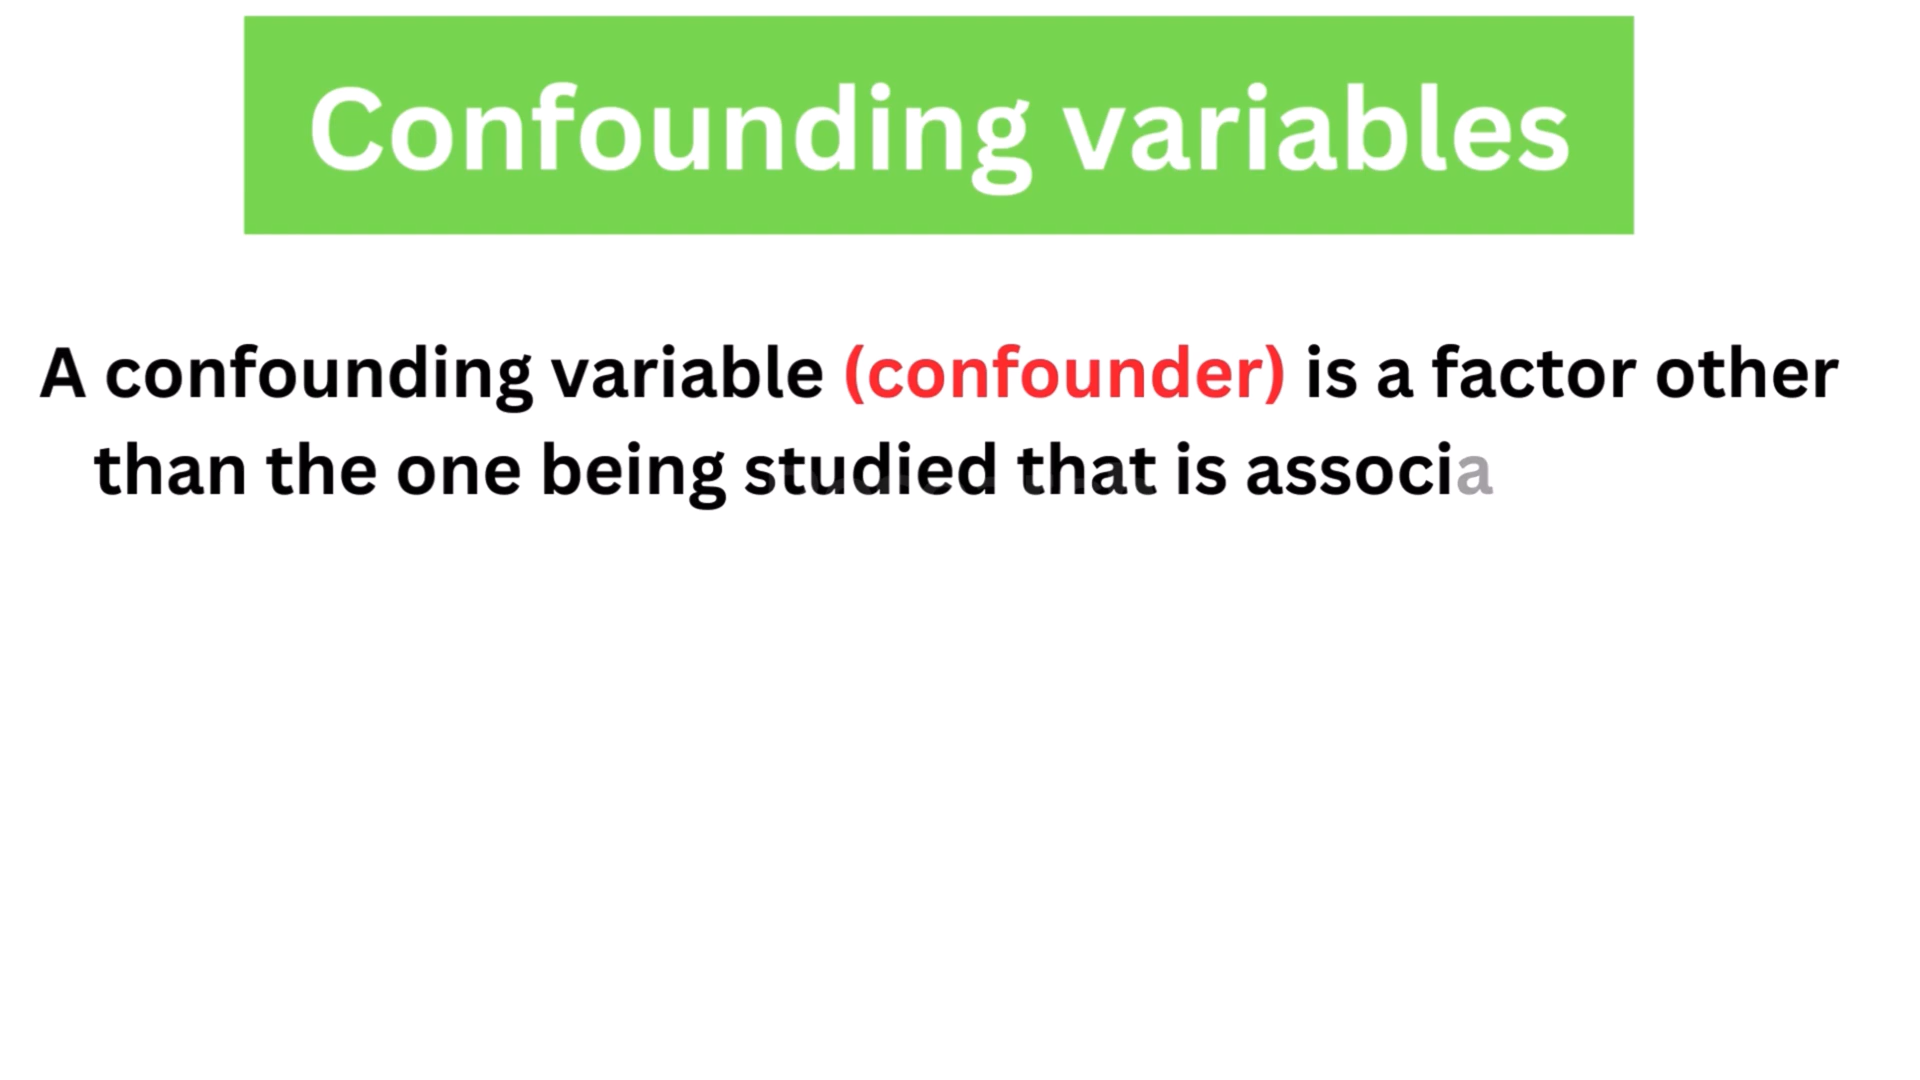 Confounding variables
A confounding variable (confounder) is a factor other
than the one being studied that is associa